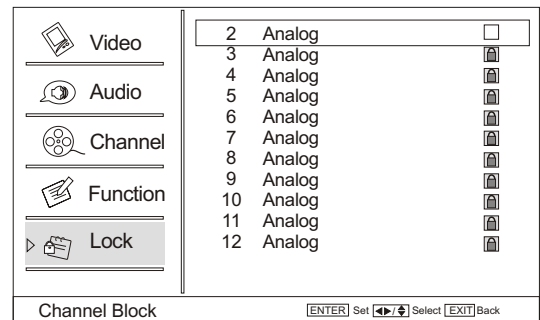 Video
Audio
Channel
Function
Lock
2 Analog
3 Analog
4 Analog
5 Analog
6 Analog
7 Analog
8 Analog
9 Analog
10 Analog
11 Analog
12 Analog
Channel Block
ENTER Set ◀▶/▲▼ Select EXIT Back